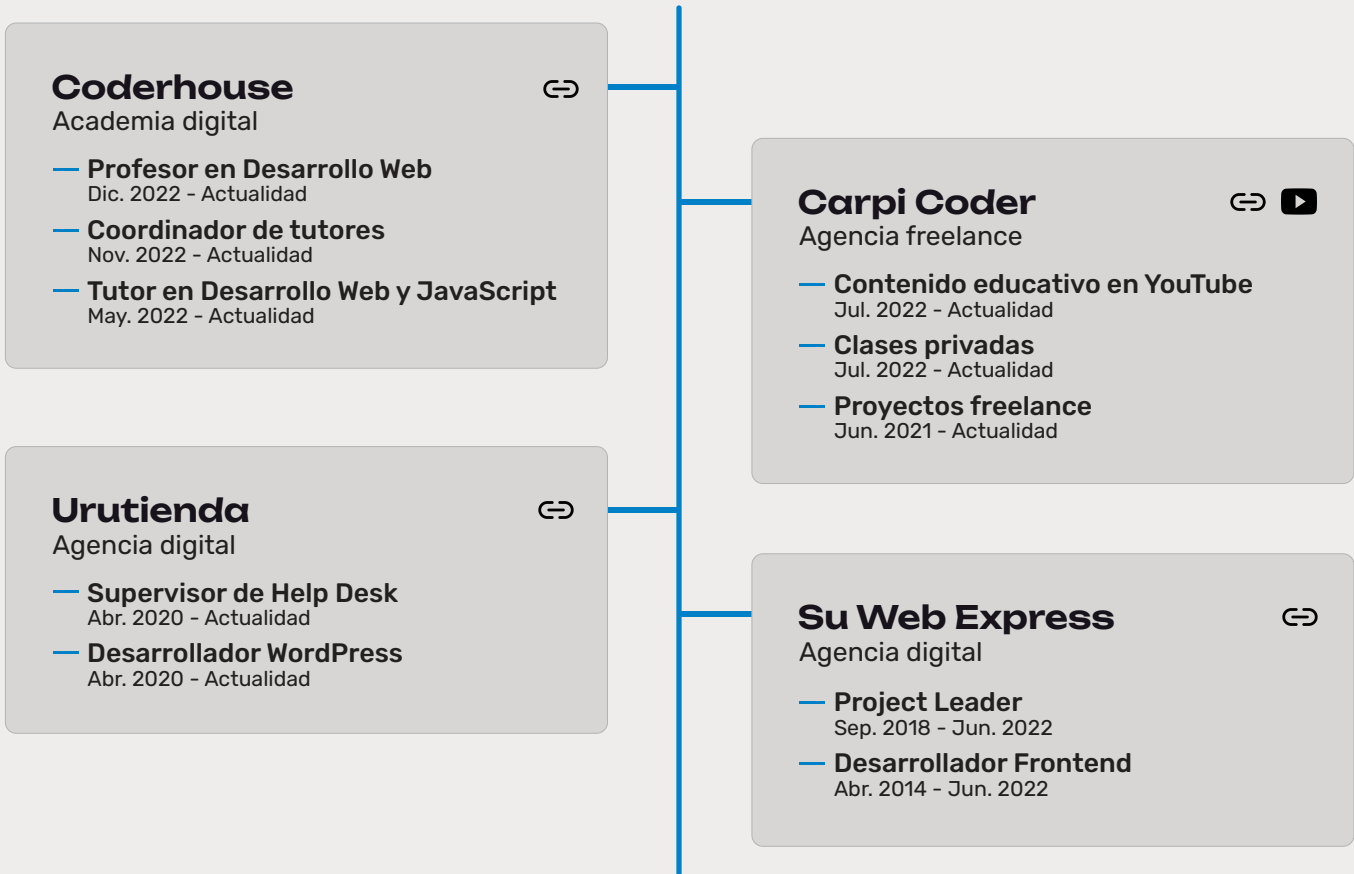 Coderhouse
Academia digital
Profesor en Desarrollo Web
Dic. 2022 - Actualidad
Coordinador de tutores
Nov. 2022 - Actualidad
Tutor en Desarrollo Web y JavaScript
May. 2022 - Actualidad
Carpi Coder
Agencia freelance
Contenido educativo en YouTube
Jul. 2022 - Actualidad
Clases privadas
Jul. 2022 - Actualidad
Proyectos freelance
Jun. 2021 - Actualidad
Urutienda
Agencia digital
Supervisor de Help Desk
Abr. 2020 - Actualidad
Desarrollador WordPress
Abr. 2020 - Actualidad
Su Web Express
Agencia digital
Project Leader
Sep. 2018 - Jun. 2022
Desarrollador Frontend
Abr. 2014 - Jun. 2022